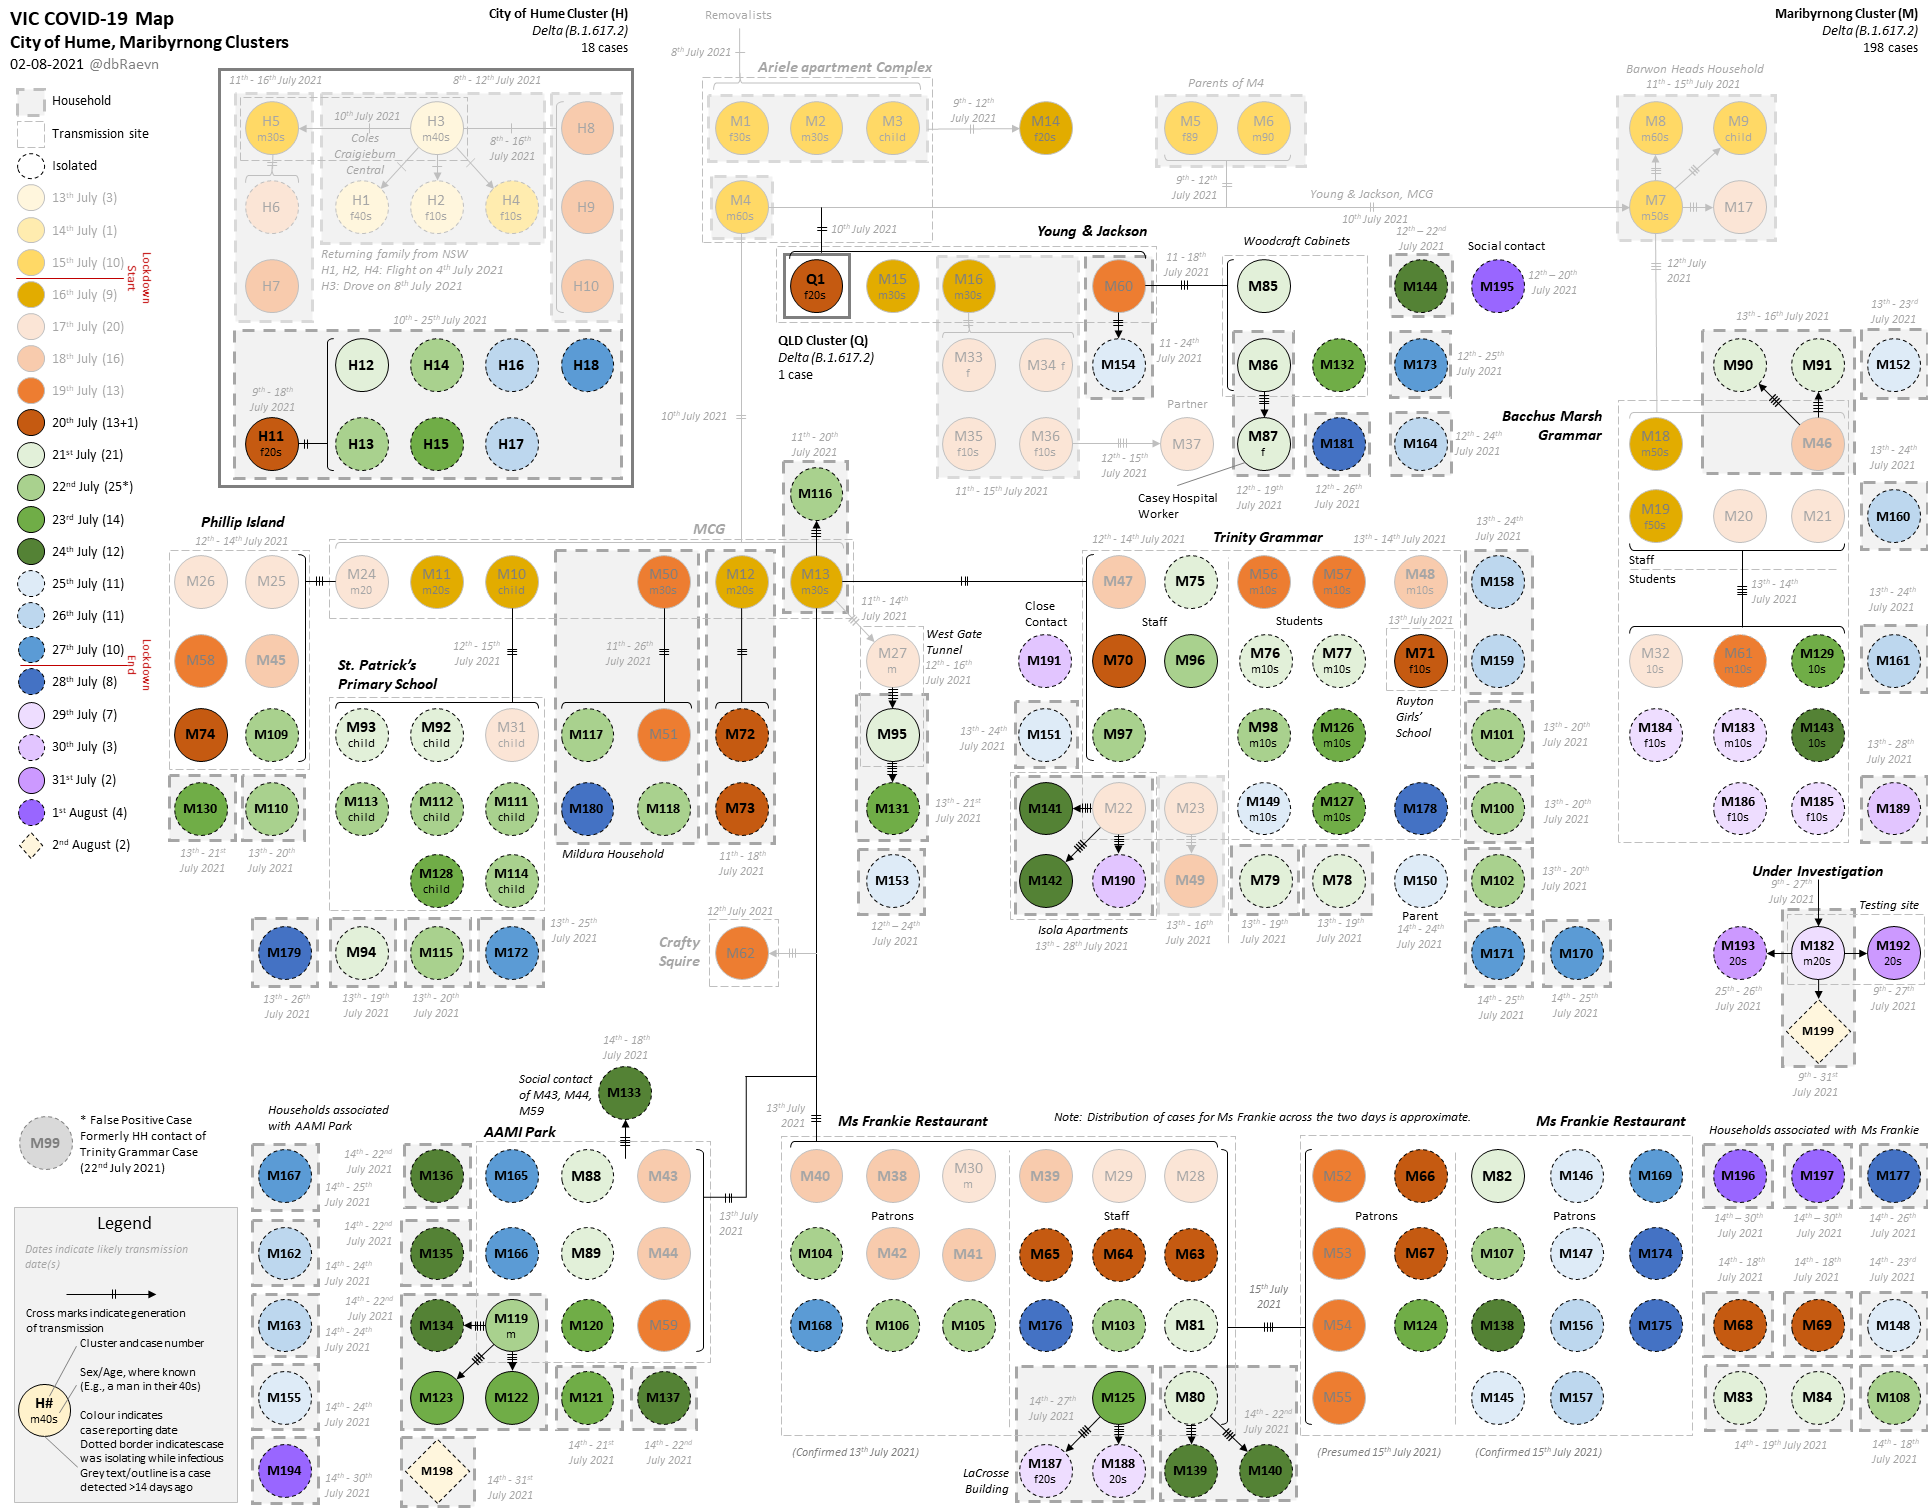 VIC COVID-19 Map
City of Hume, Maribyrnong Clusters
02-08-2021 @dbRaevn
Household
Transmission site
Isolated
13th July (3)
14th July (1)
15th July (10)
Lockdown Start
16th July (9)
17th July (20)
18th July (16)
19th July (13)
20th July (13+1)
21st July (21)
22nd July (25*)
23rd July (14)
24th July (12)
25th July (11)
26th July (11)
27th July (10)
Lockdown End
28th July (8)
29th July (7)
30th July (3)
31st July (2)
1st August (4)
2nd August (2)
M99
* False Positive Case
Formerly HH contact of
Trinity Grammar Case
(22nd July 2021)
Legend
Dates indicate likely transmission
date(s)
Cross marks indicate generation
of transmission
Cluster and case number
Sex/Age, where known
(E.g., a man in their 40s)
H#
m40s
Colour indicates
case reporting date
Dotted border indicates case
was isolating while infectious
Grey text/outline is a case
detected >14 days ago
City of Hume Cluster (H)
Delta (B.1.617.2)
18 cases
11th - 16th July 2021
8th - 12th July 2021
H5
m30s
10th July 2021
Coles
Craigieburn
Central
H3
m40s
8th - 16th
July 2021
H8
H6
H1
f40s
H2
f10s
H4
f10s
H9
H7
Returning family from NSW
H1, H2, H4: Flight on 4th July 2021
H3: Drove on 8th July 2021
H10
10th - 25th July 2021
H12
H14
H16
H18
9th - 18th
July 2021
H11
f20s
H13
H15
H17
Removalists
8th July 2021
Ariele apartment Complex
M1
f30s
M2
m30s
M3
child
9th - 12th
July 2021
M14
f20s
M4
m60s
Parents of M4
M5
f89
M6
m90
9th - 12th
July 2021
Young & Jackson, MCG
10th July 2021
Maribyrnong Cluster (M)
Delta (B.1.617.2)
198 cases
Barwon Heads Household
11th - 15th July 2021
M8
m60s
M9
child
M7
m50s
M17
12th July
2021
10th July 2021
Young & Jackson
Q1
f20s
M15
m30s
M16
m30s
M60
QLD Cluster (Q)
Delta (B.1.617.2)
1 case
M33
f
M34 f
M35
f10s
M36
f10s
11th - 15th July 2021
12th - 15th
July 2021
Partner
M37
M154
11 - 24th
July 2021
11 - 18th
July 2021
Woodcraft Cabinets
M85
M86
M132
M87
f
Casey Hospital
Worker
12th - 19th
July 2021
M181
12th - 26th
July 2021
12th – 22nd
July 2021
M144
Social contact
M195
12th – 20th
July 2021
M173
12th - 25th
July 2021
M164
12th - 24th
July 2021
Bacchus Marsh
Grammar
13th - 16th July 2021
M90
M91
M18
m50s
M46
M19
f50s
M20
M21
Staff
Students
13th - 14th
July 2021
M32
10s
M61
m10s
M129
10s
M184
f10s
M183
m10s
M143
10s
M186
f10s
M185
f10s
13th - 23rd
July 2021
M152
13th - 24th
July 2021
M160
13th - 24th
July 2021
M161
13th - 28th
July 2021
M189
10th July 2021
MCG
11th - 20th
July 2021
M116
Phillip Island
12th - 14th July 2021
M26
M25
M58
M45
M74
M109
M130
M110
13th - 21st
July 2021
13th - 20th
July 2021
M24
m20
M11
m20s
M10
child
M50
m30s
M12
m20s
M13
m30s
12th - 15th
July 2021
11th - 26th
July 2021
St. Patrick's
Primary School
M93
child
M92
child
M31
child
M113
child
M112
child
M111
child
M128
child
M114
child
M179
M94
M115
M172
13th - 25th
July 2021
13th - 26th
July 2021
13th - 19th
July 2021
13th - 20th
July 2021
M117
M51
M180
M118
Mildura Household
M72
M73
11th - 18th
July 2021
12th July 2021
Crafty
Squire
M62
11th - 14th
July 2021
M27
m
West Gate
Tunnel
12th - 16th
July 2021
M95
M131
13th - 21st
July 2021
M153
12th - 24th
July 2021
Trinity Grammar
12th - 14th July 2021
13th - 14th July 2021
M47
M75
M56
m10s
M57
m10s
M48
m10s
Staff
Students
13th July 2021
M70
M96
M76
m10s
M77
m10s
M71
f10s
Ruyton
Girls'
School
M97
M98
m10s
M126
m10s
M149
m10s
M127
m10s
M178
Close
Contact
M191
13th - 24th
July 2021
M151
M141
M22
M142
M190
Isola Apartments
13th - 28th July 2021
M23
M49
13th - 16th
July 2021
M79
M78
13th - 19th
July 2021
13th - 19th
July 2021
M150
Parent
14th - 24th
July 2021
13th - 24th
July 2021
M158
M159
M101
13th - 20th
July 2021
M100
13th - 20th
July 2021
M102
13th - 20th
July 2021
M171
14th - 25th
July 2021
M170
14th - 25th
July 2021
Under Investigation
9th - 27th
July 2021
Testing site
M193
20s
M182
m20s
M192
20s
25th - 26th
July 2021
9th - 27th
July 2021
M199
9th - 31st
July 2021
Households associated
with AAMI Park
M167
14th - 25th
July 2021
M162
14th - 24th
July 2021
M163
14th - 24th
July 2021
M155
14th - 24th
July 2021
M194
14th - 30th
July 2021
14th - 18th
July 2021
Social contact
of M43, M44,
M59
M133
AAMI Park
14th - 22nd
July 2021
M136
M165
M88
M43
14th - 22nd
July 2021
M135
M166
M89
M44
14th - 22nd
July 2021
M134
M119
m
M120
M59
M123
M122
M121
M137
14th - 21st
July 2021
14th - 22nd
July 2021
M198
14th - 31st
July 2021
13th July
2021
13th July
2021
Ms Frankie Restaurant
Note: Distribution of cases for Ms Frankie across the two days is approximate.
M40
M38
M30
m
M39
M29
M28
Patrons
Staff
M104
M42
M41
M65
M64
M63
M168
M106
M105
M176
M103
M81
14th - 27th
July 2021
M125
M80
14th - 22nd
July 2021
(Confirmed 13th July 2021)
LaCrosse
Building
M187
f20s
M188
20s
M139
M140
15th July
2021
Ms Frankie Restaurant
M52
M66
M82
M146
M169
Patrons
Patrons
M53
M67
M107
M147
M174
M54
M124
M138
M156
M175
M55
M145
M157
(Presumed 15th July 2021)
(Confirmed 15th July 2021)
Households associated with Ms Frankie
M196
M197
M177
14th – 30th
July 2021
14th – 30th
July 2021
14th - 26th
July 2021
14th - 18th
July 2021
14th - 18th
July 2021
14th - 23rd
July 2021
M68
M69
M148
M83
M84
M108
14th - 19th July 2021
14th - 18th
July 2021